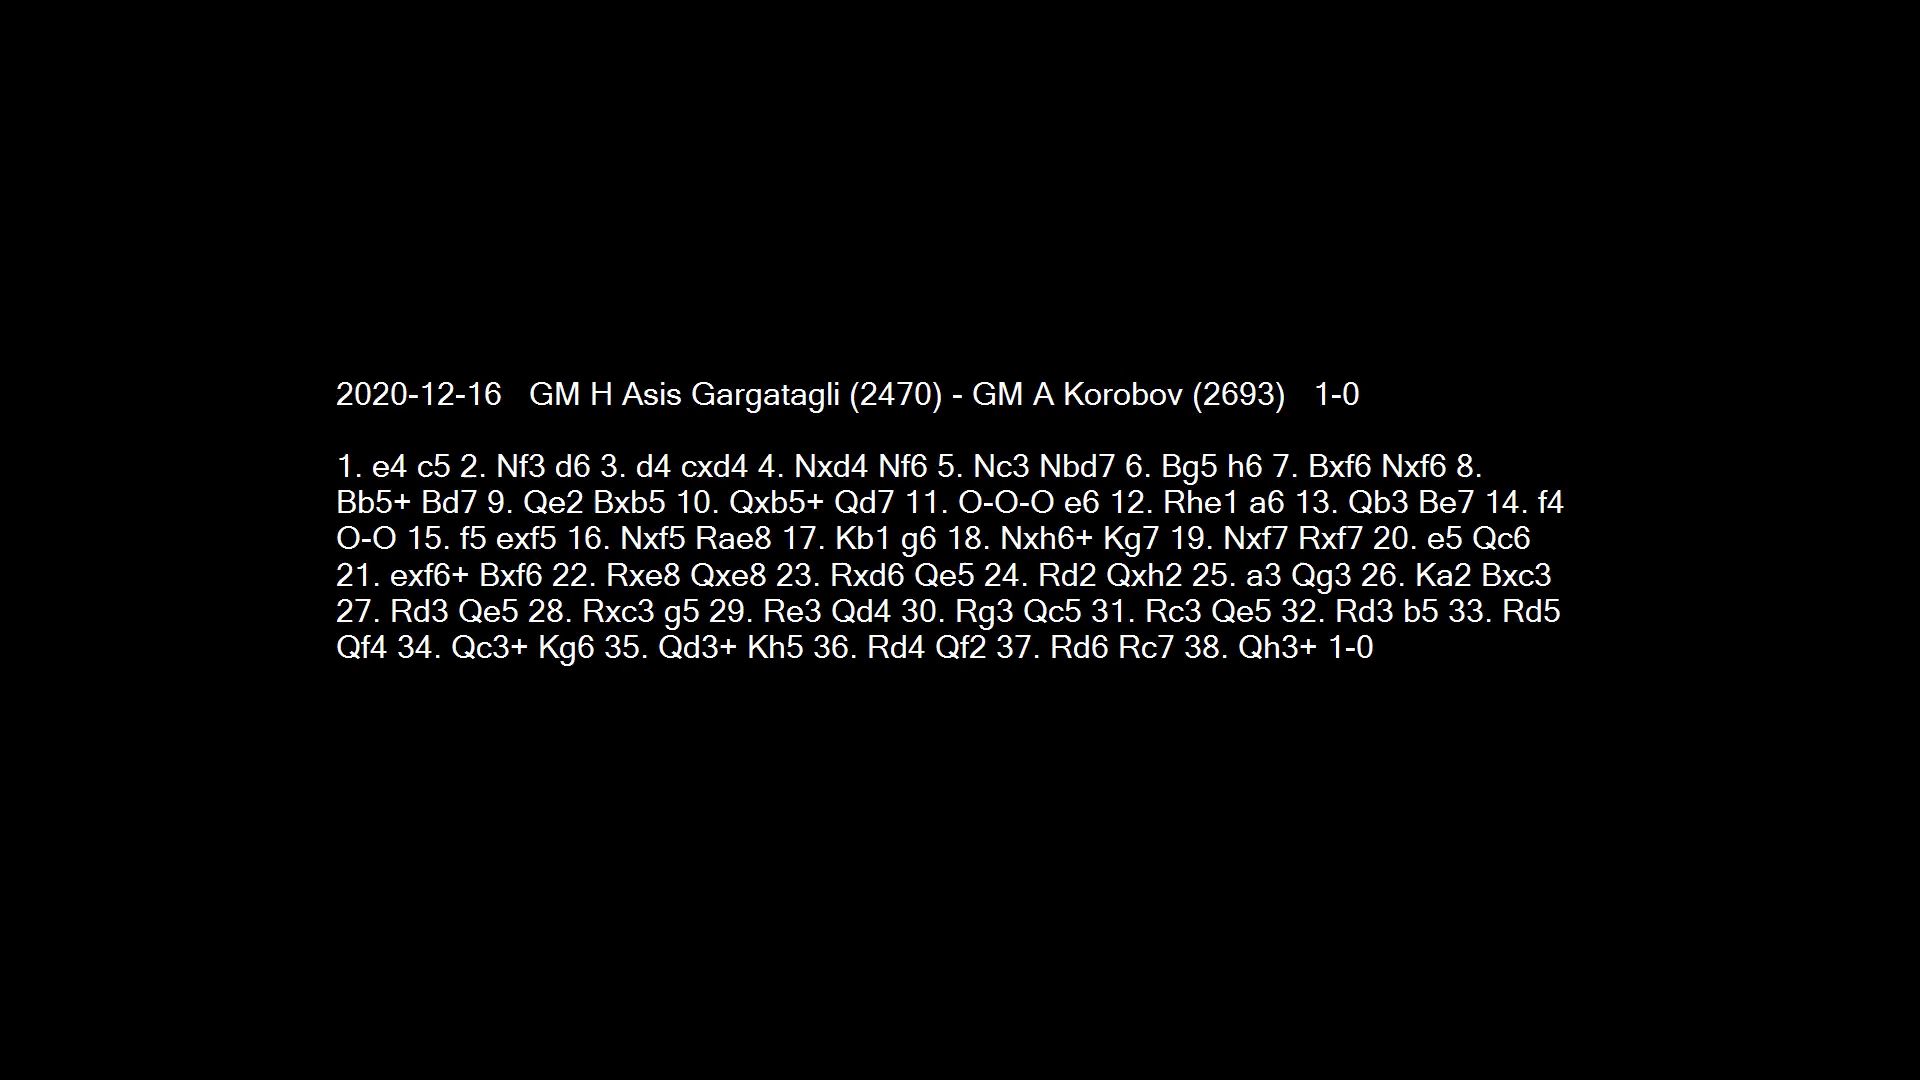 2020-12-16   GM H Asis Gargatagli (2470) - GM A Korobov (2693)   1-0
1. e4 c5 2. Nf3 d6 3. d4 cxd4 4. Nxd4 Nf6 5. Nc3 Nbd7 6. Bg5 h6 7. Bxf6 Nxf6 8.
Bb5+ Bd7 9. Qe2 Bxb5 10. Qxb5+ Qd7 11. O-O-O e6 12. Rhe1 a6 13. Qb3 Be7 14. f4
O-O 15. f5 exf5 16. Nxf5 Rae8 17. Kb1 g6 18. Nxh6+ Kg7 19. Nxf7 Rxf7 20. e5 Qc6
21. exf6+ Bxf6 22. Rxe8 Qxe8 23. Rxd6 Qe5 24. Rd2 Qxh2 25. a3 Qg3 26. Ka2 Bxc3
27. Rd3 Qe5 28. Rxc3 g5 29. Re3 Qd4 30. Rg3 Qc5 31. Rc3 Qe5 32. Rd3 b5 33. Rd5
Qf4 34. Qc3+ Kg6 35. Qd3+ Kh5 36. Rd4 Qf2 37. Rd6 Rc7 38. Qh3+ 1-0